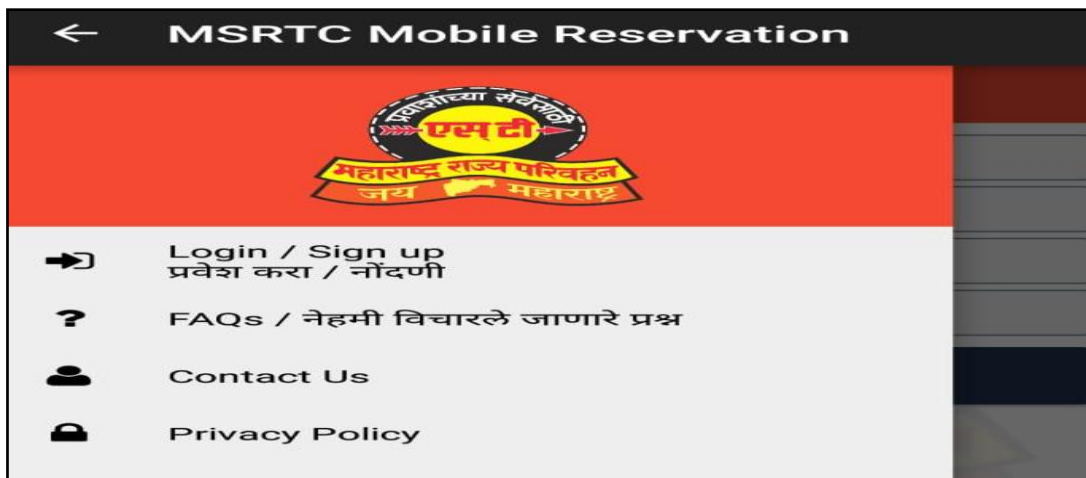 MSRTC Mobile Reservation
प्रवाशांच्या सेवेसाठी
एस टी
महाराष्ट्र राज्य परिवहन
जय महाराष्ट्र
Login / Sign up
प्रवेश करा / नोंदणी
? FAQs / नेहमी विचारले जाणारे प्रश्न
Contact Us
Privacy Policy